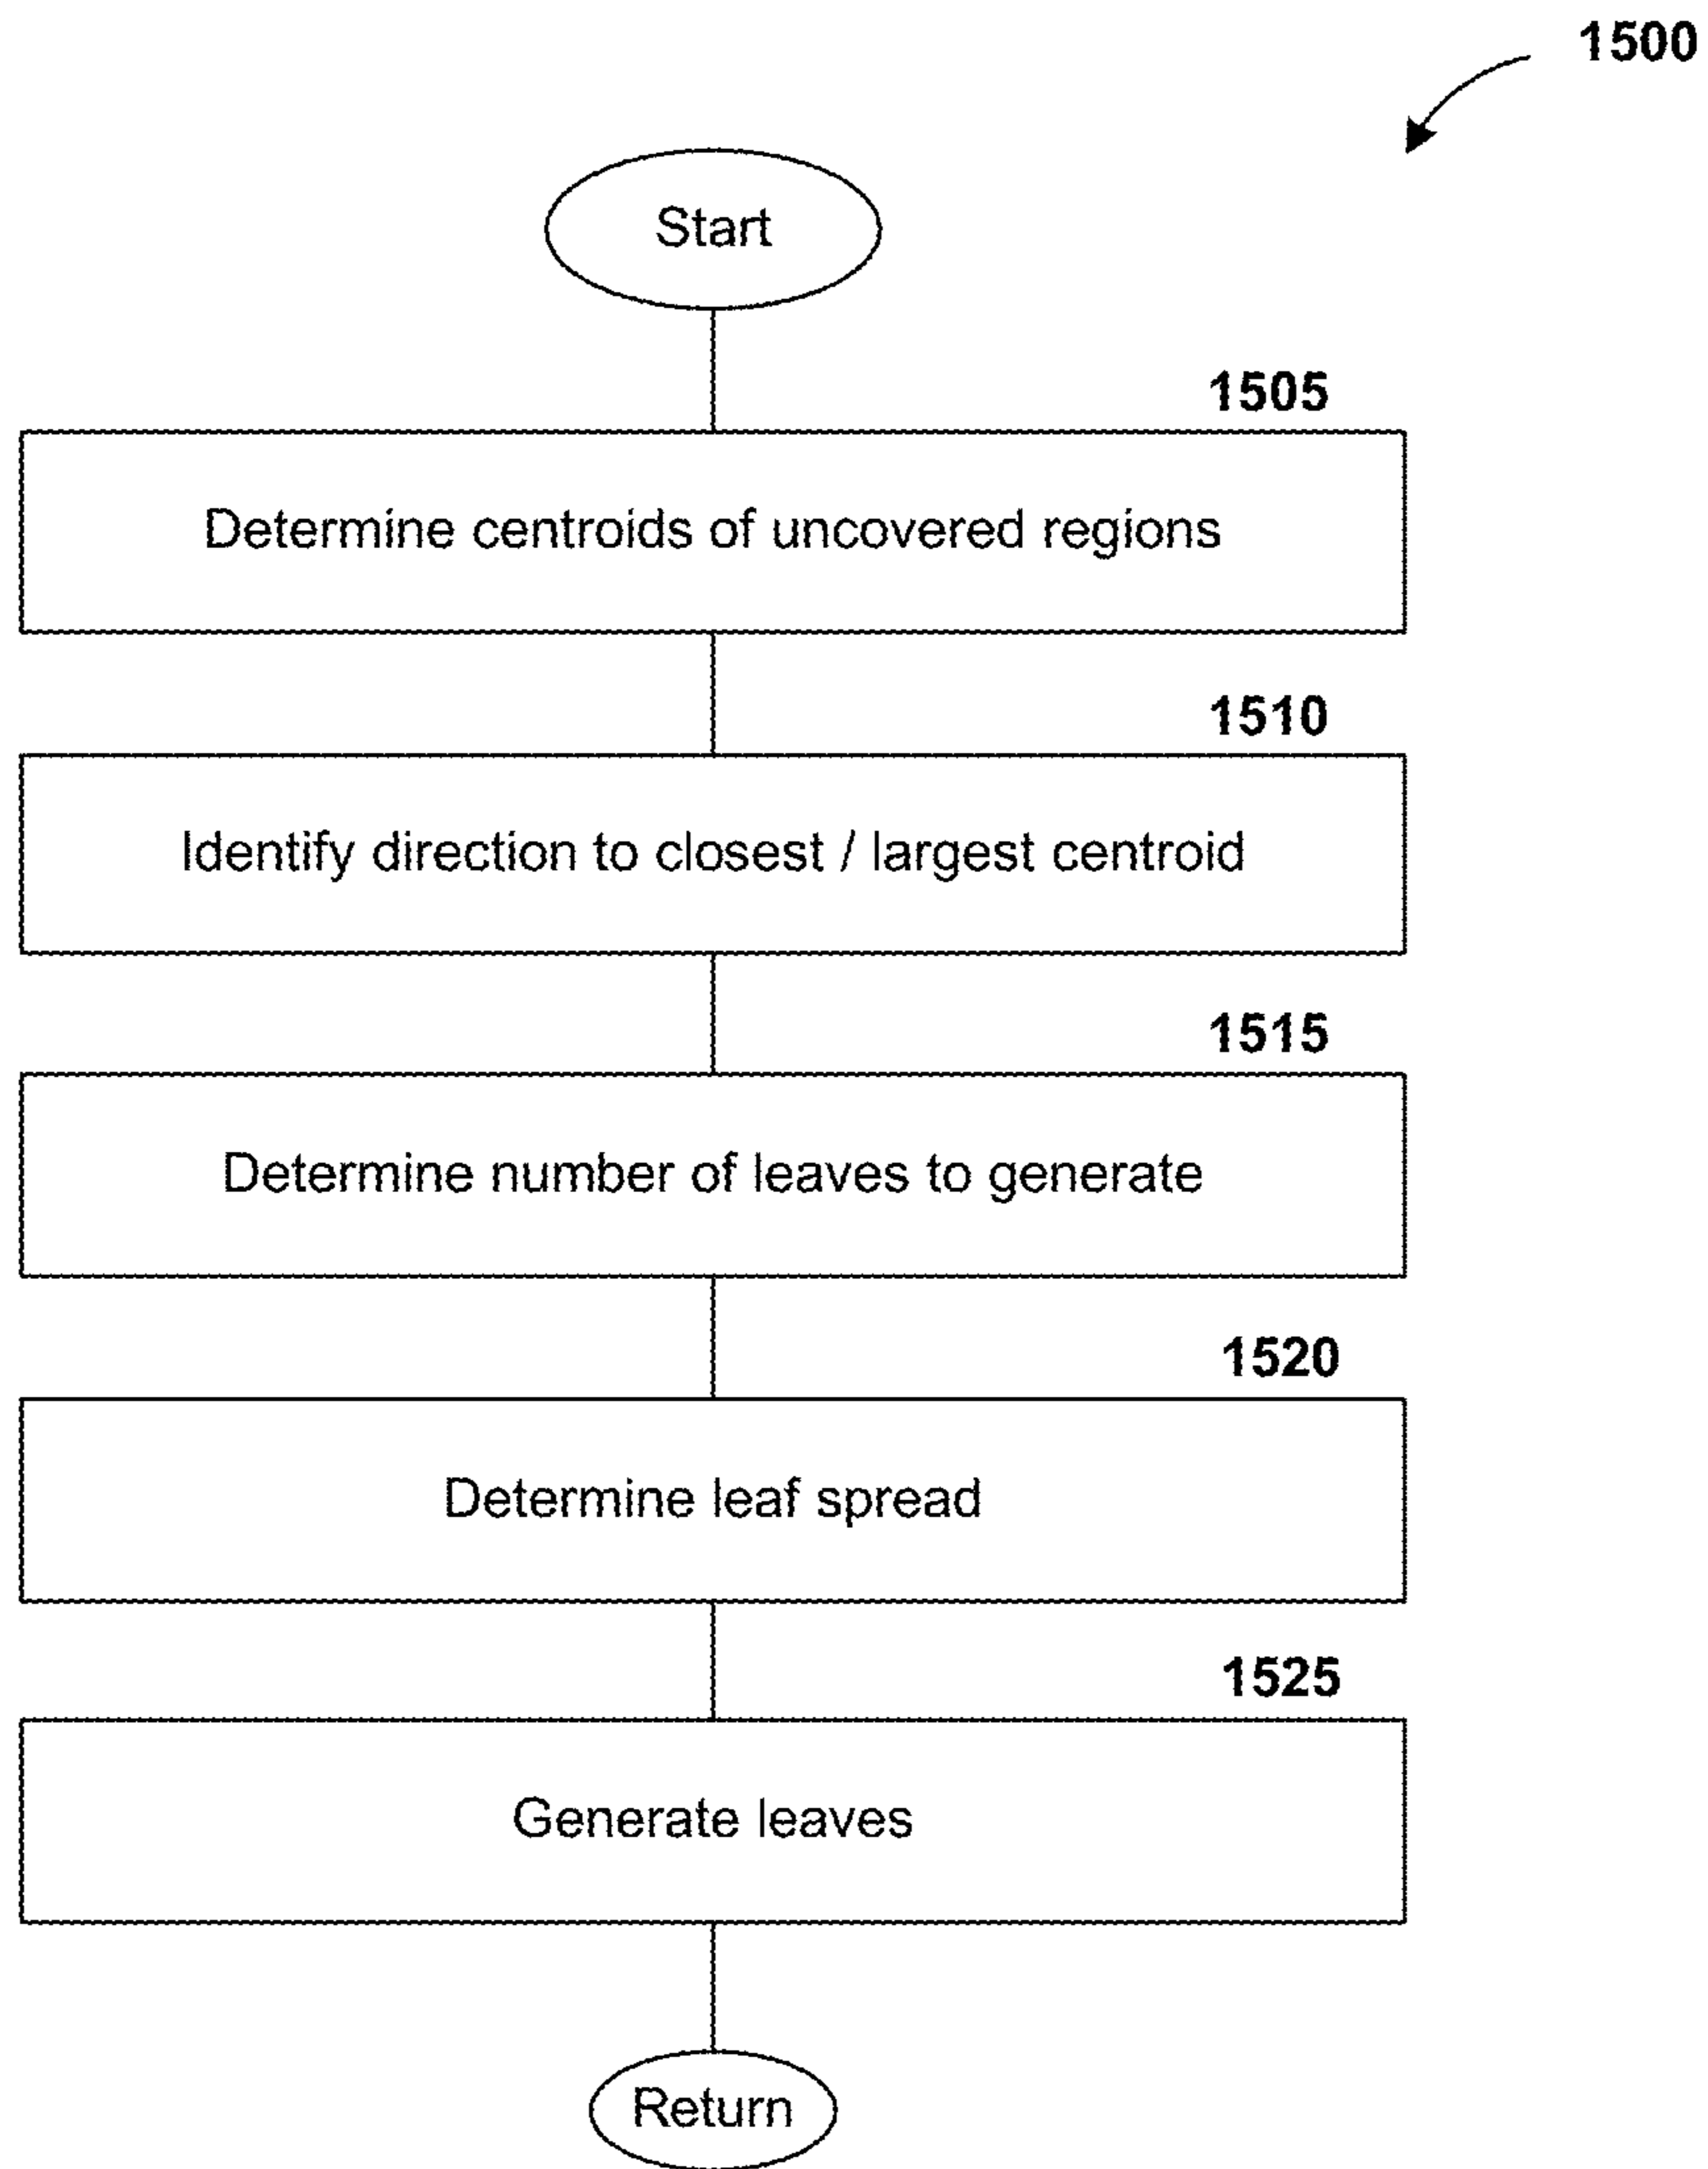 1500
Start
1505
Determine centroids of uncovered regions
1510
Identify direction to closest / largest centroid
1515
Determine number of leaves to generate
1520
Determine leaf spread
1525
Generate leaves
Return